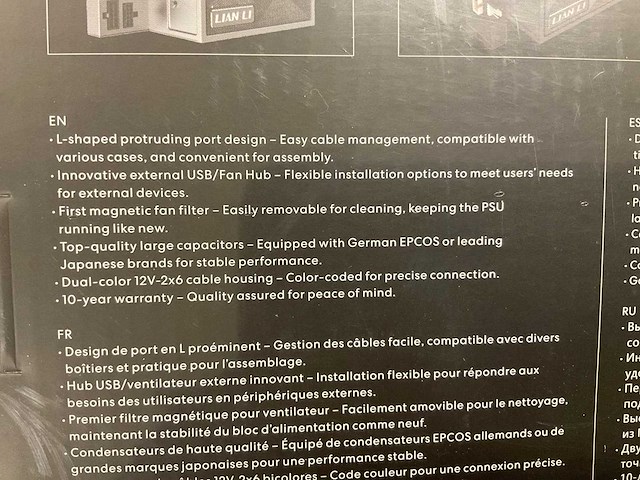 LIAN LI
LIAN LI
EN
· L-shaped protruding port design – Easy cable management, compatible with
various cases, and convenient for assembly.
· Innovative external USB/Fan Hub – Flexible installation options to meet users' needs
for external devices.
· First magnetic fan filter – Easily removable for cleaning, keeping the PSU
running like new.
· Top-quality large capacitors – Equipped with German EPCOS or leading
Japanese brands for stable performance.
· Dual-color 12V-2x6 cable housing – Color-coded for precise connection.
· 10-year warranty – Quality assured for peace of mind.
FR
· Design de port en L proéminent – Gestion des câbles facile, compatible avec divers
boîtiers et pratique pour l'assemblage.
· Hub USB/ventilateur externe innovant – Installation flexible pour répondre aux
besoins des utilisateurs en périphériques externes.
· Premier filtre magnétique pour ventilateur – Facilement amovible pour le nettoyage,
maintenant la stabilité du bloc d'alimentation comme neuf.
· Condensateurs de haute qualité – Équipé de condensateurs EPCOS allemands ou de
grandes marques japonaises pour une performance stable.
câbles 12V-2x6 bicolores – Code couleur pour une connexion précise.
ES
RU